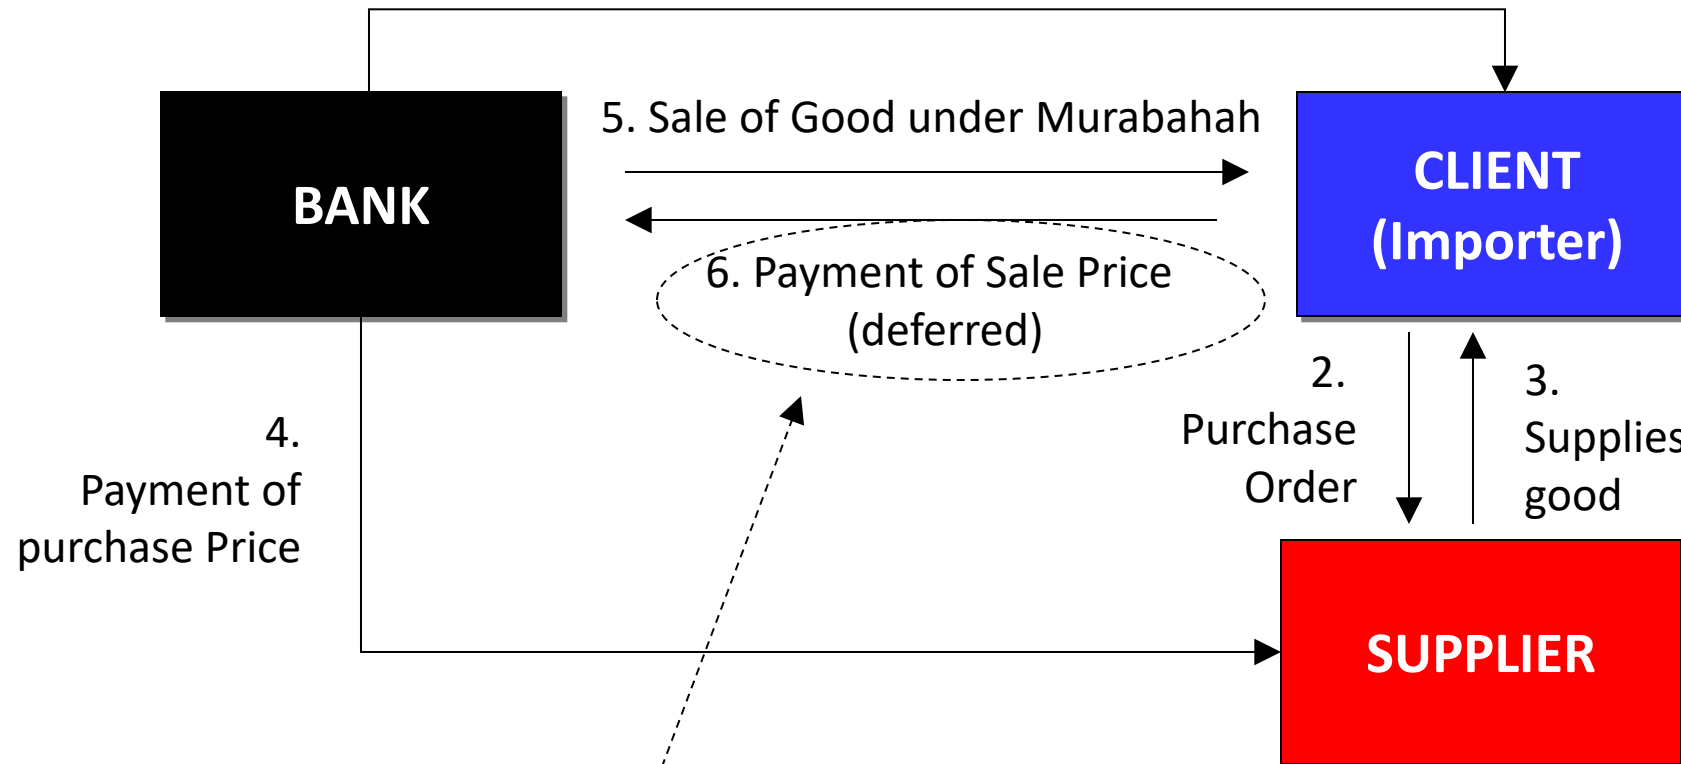 5. Sale of Good under Murabahah
BANK
CLIENT
(Importer)
6. Payment of Sale Price
(deferred)
2.
Purchase
Order
3.
Supplies
good
4.
Payment of
purchase Price
SUPPLIER